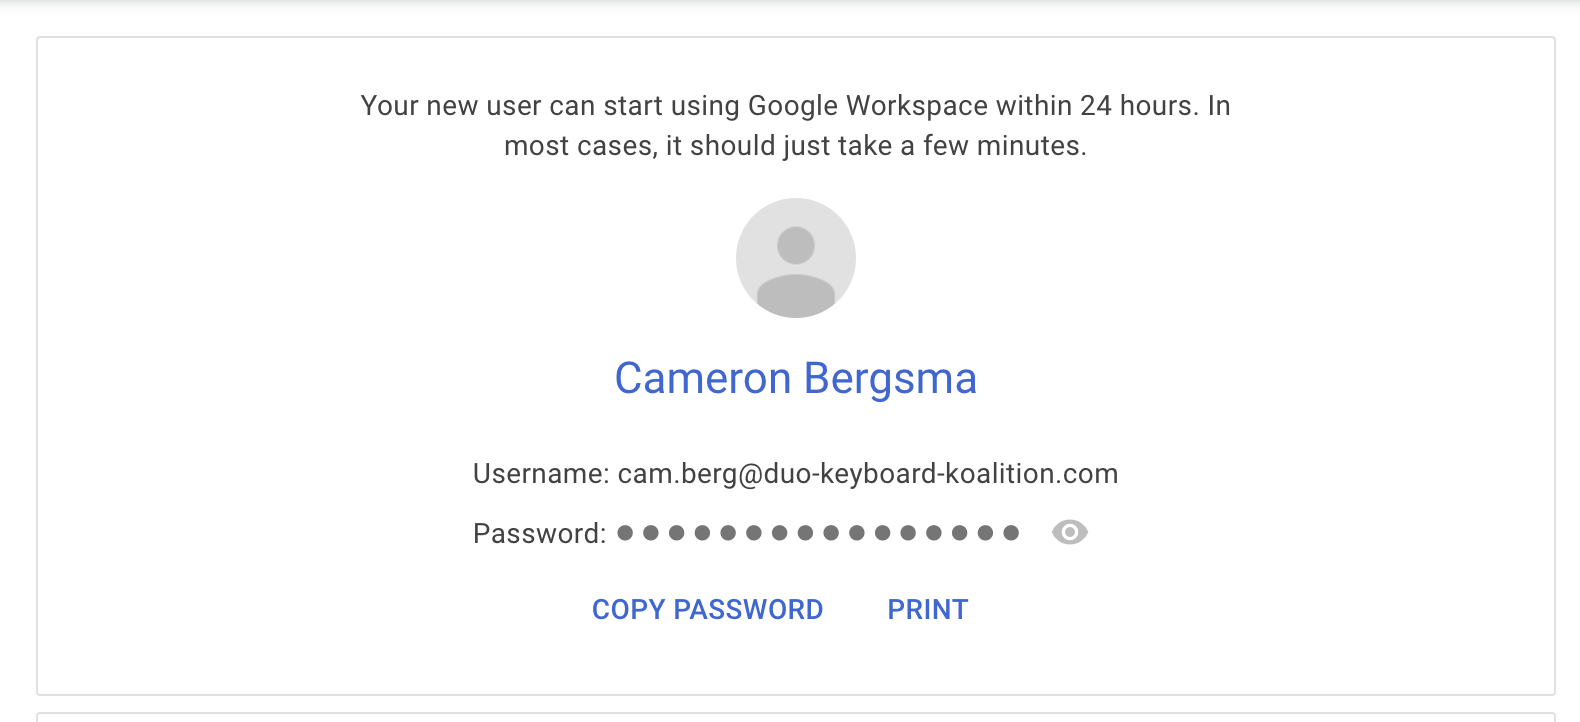 Your new user can start using Google Workspace within 24 hours. In
most cases, it should just take a few minutes.
Cameron Bergsma
Username: cam.berg@duo-keyboard-koalition.com
Password: ●●●●●●●●●●●●●●●●
COPY PASSWORD PRINT